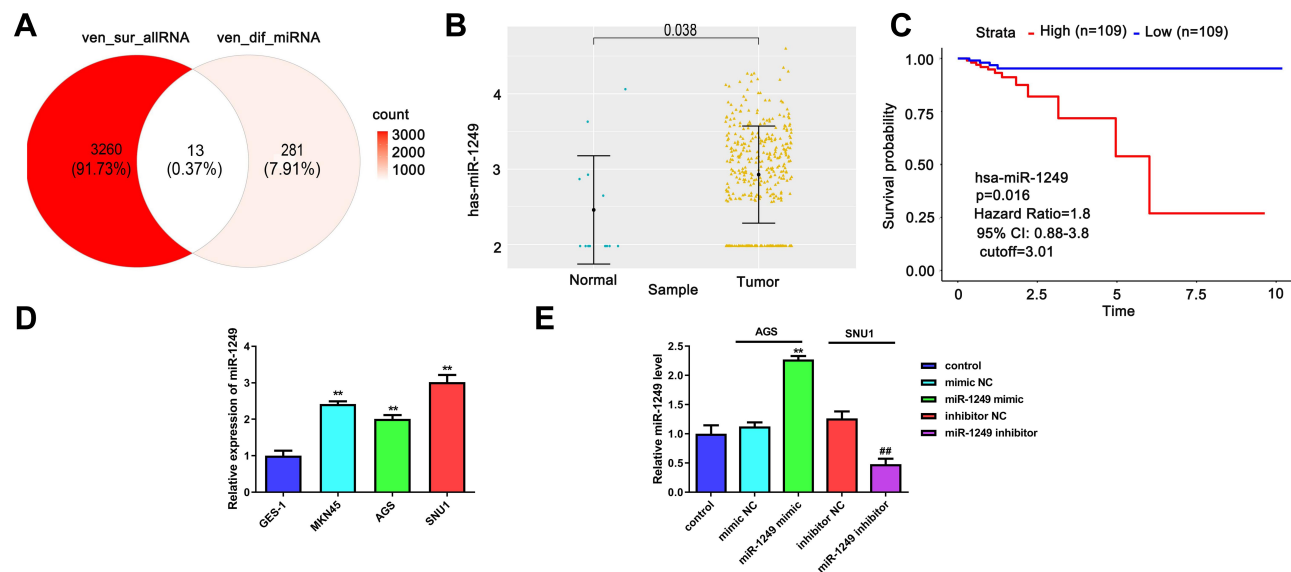 A
ven_sur_allRNA
ven_dif_miRNA
3260
(91.73%)
13
(0.37%)
281
(7.91%)
count
3000
2000
1000
B
0.038
has-miR-1249
4
3
2
Normal
Tumor
Sample
C
Strata High (n=109) Low (n=109)
Survival probability
1.00
0.75
0.50
0.25
0.00
hsa-miR-1249
p=0.016
Hazard Ratio=1.8
95% CI: 0.88-3.8
cutoff=3.01
0 2.5 5 7.5 10
Time
D
Relative expression of miR-1249
4
3
2
1
0
**
**
**
GES-1
MKN45
AGS
SNU1
E
AGS
SNU1
Relative miR-1249 level
2.5
2.0
1.5
1.0
0.5
0.0
**
##
control
mimic NC
miR-1249 mimic
inhibitor NC
miR-1249 inhibitor
control
mimic NC
miR-1249 mimic
inhibitor NC
miR-1249 inhibitor